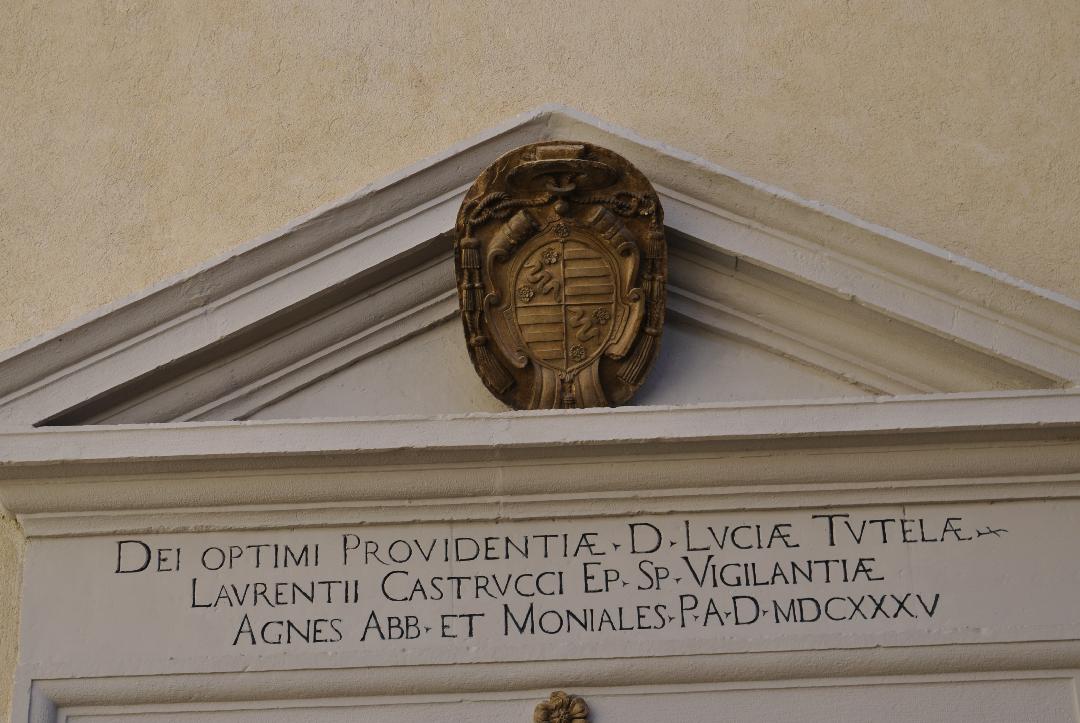 DEI OPTIMI PROVIDENTIÆ · D · LVCIÆ TVTELÆ
LAVRENTII CASTRVCCI EP · SP · VIGILANTIÆ
AGNES ABB · ET MONIALES · P · A · D · MDCXXXV